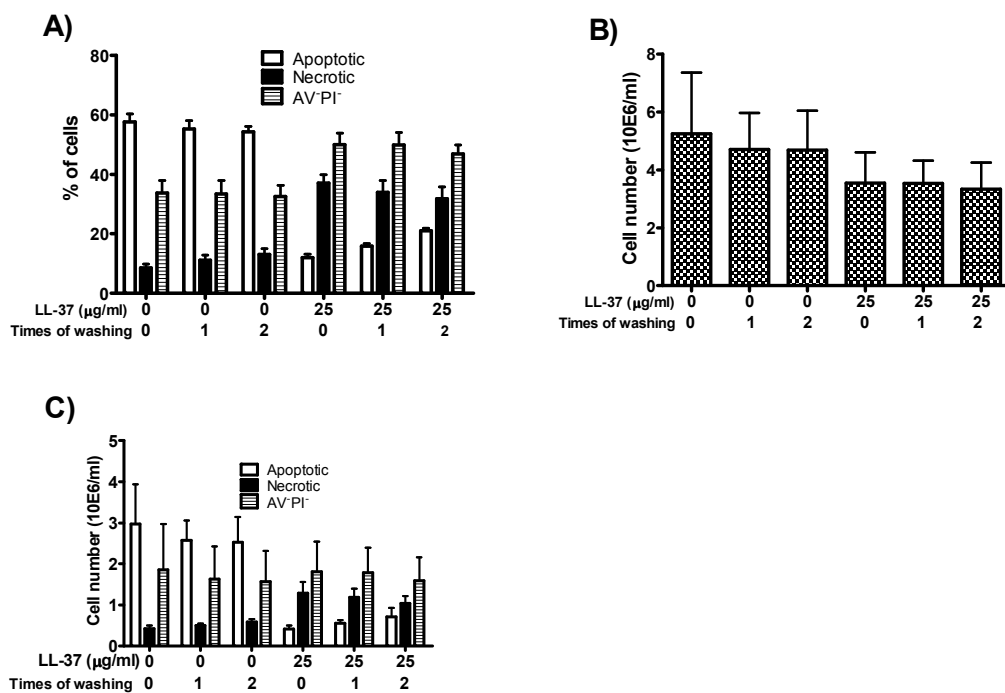 A)
Apoptotic
Necrotic
AV⁻PI⁻
% of cells
80
60
40
20
0
LL-37 (µg/ml) 0 0 0 25 25 25
Times of washing 0 1 2 0 1 2
B)
Cell number (10E6/ml)
8
6
4
2
0
LL-37 (µg/ml) 0 0 0 25 25 25
Times of washing 0 1 2 0 1 2
C)
Apoptotic
Necrotic
AV⁻PI⁻
Cell number (10E6/ml)
5
4
3
2
1
0
LL-37 (µg/ml) 0 0 0 25 25 25
Times of washing 0 1 2 0 1 2